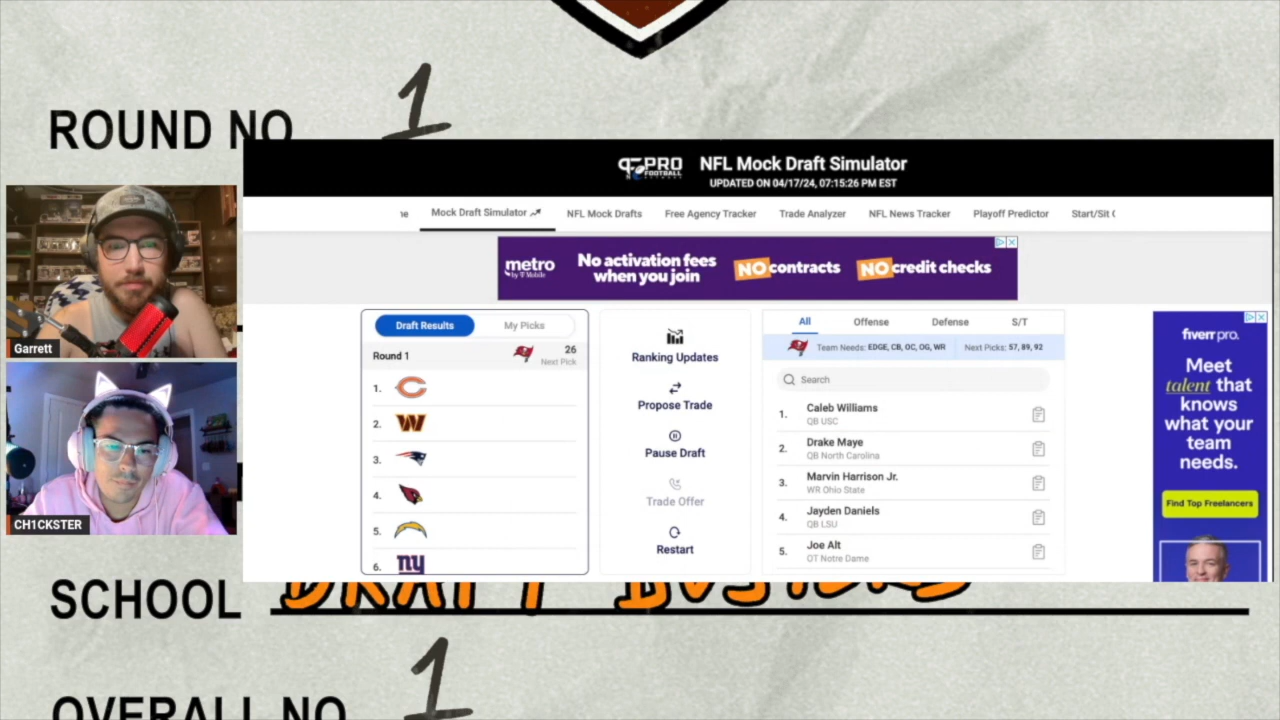 ROUND NO 1
PFN PRO FOOTBALL NETWORK
NFL Mock Draft Simulator
UPDATED ON 04/17/24, 07:15:26 PM EST
ne Mock Draft Simulator NFL Mock Drafts Free Agency Tracker Trade Analyzer NFL News Tracker Playoff Predictor Start/Sit
metro by T Mobile
No activation fees when you join
NO contracts
NO credit checks
Garrett
CH1CKSTER
Draft Results My Picks
Round 1
26
Next Pick
1.
2. W
3.
4.
5.
6. ny
Ranking Updates
Propose Trade
Pause Draft
Trade Offer
Restart
All Offense Defense S/T
Team Needs: EDGE, CB, OC, OG, WR Next Picks: 57, 89, 92
Search
1. Caleb Williams
QB USC
2. Drake Maye
QB North Carolina
3. Marvin Harrison Jr.
WR Ohio State
4. Jayden Daniels
QB LSU
5. Joe Alt
OT Notre Dame
fiverr pro.
Meet
talent that
knows
what your
team
needs.
Find Top Freelancers
SCHOOL DRAFT BUSTERS
OVERALL NO 1